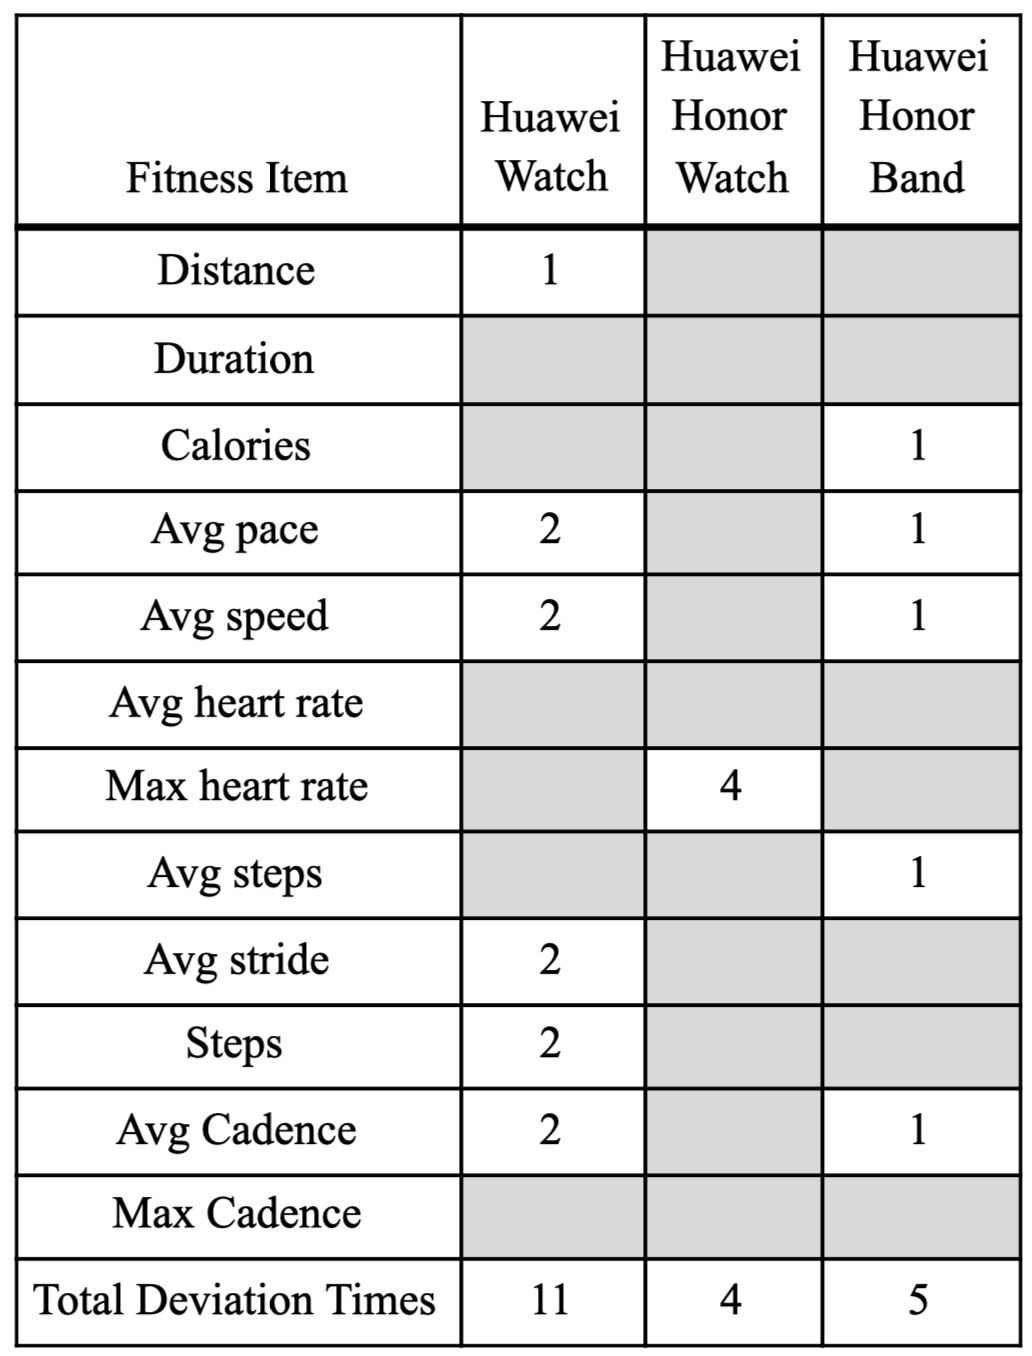 Fitness Item Huawei Watch Huawei Honor Watch Huawei Honor Band
Distance 1
Duration
Calories 1
Avg pace 2 1
Avg speed 2 1
Avg heart rate
Max heart rate 4
Avg steps 1
Avg stride 2
Steps 2
Avg Cadence 2 1
Max Cadence
Total Deviation Times 11 4 5